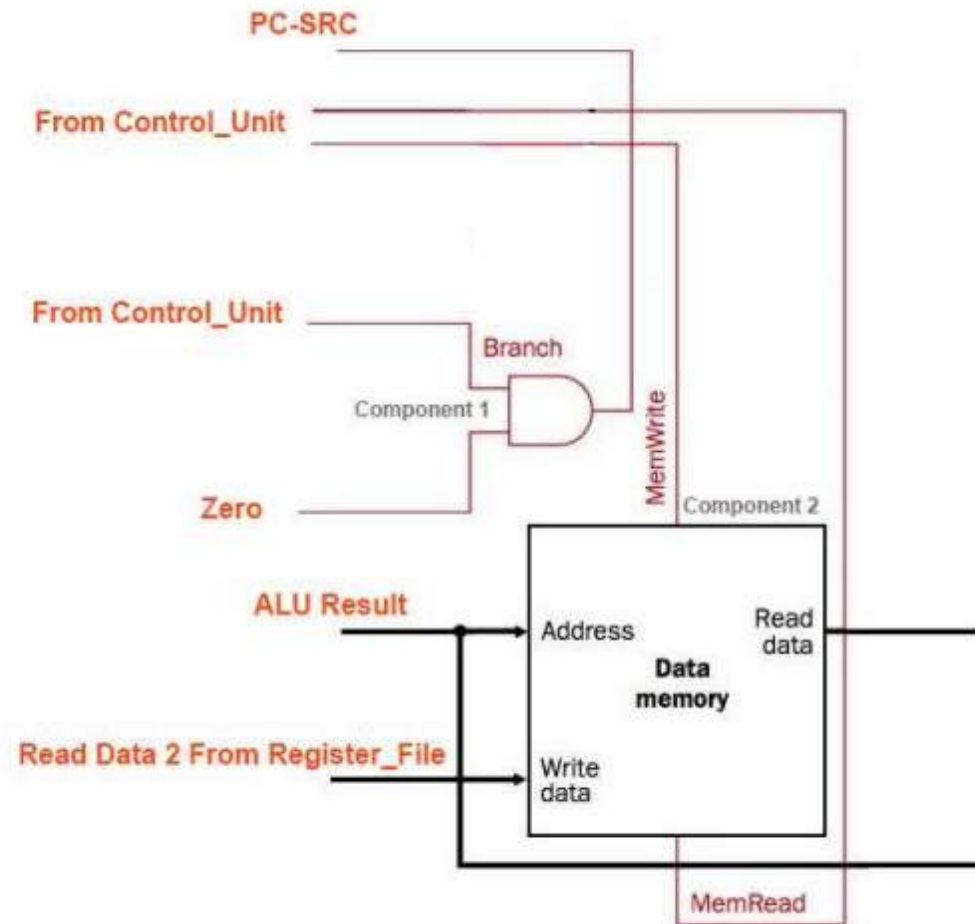 PC-SRC
From Control_Unit
From Control_Unit
Branch
Component 1
MemWrite
Zero
Component 2
ALU Result
Address
Read
data
Data
memory
Read Data 2 From Register_File
Write
data
MemRead